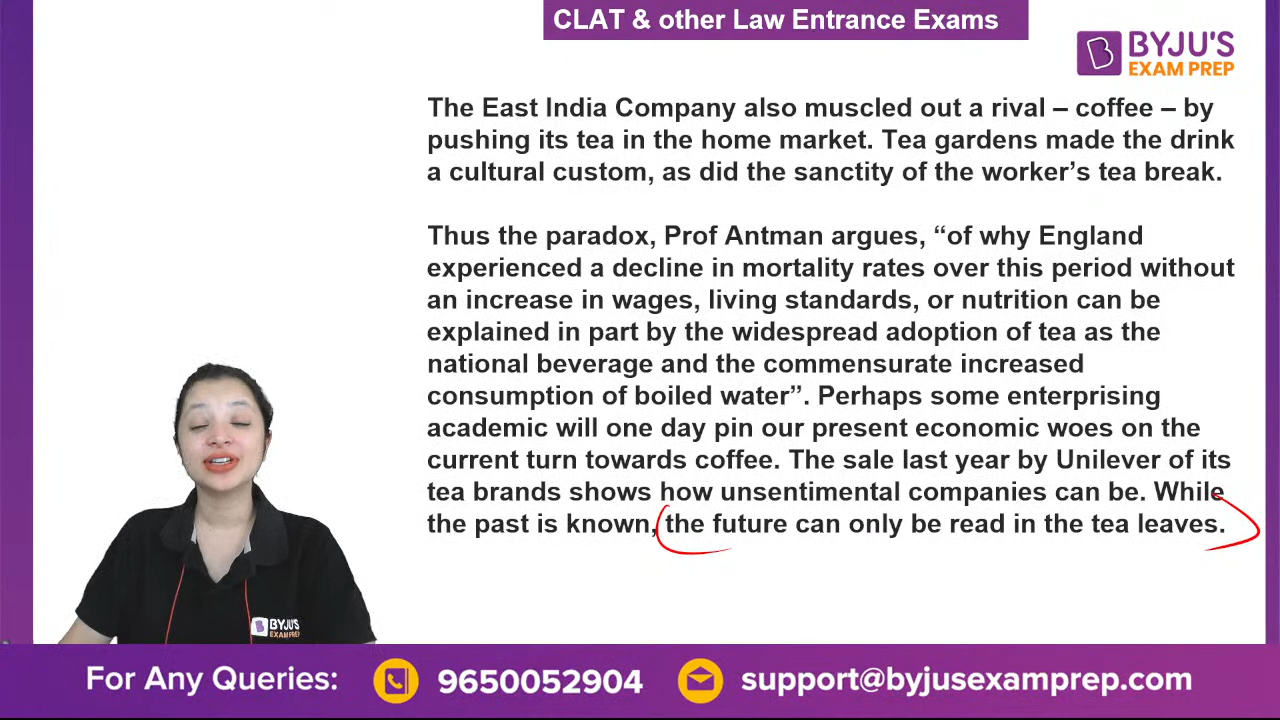 CLAT & other Law Entrance Exams
BYJU'S
EXAM PREP
The East India Company also muscled out a rival – coffee – by
pushing its tea in the home market. Tea gardens made the drink
a cultural custom, as did the sanctity of the worker’s tea break.
Thus the paradox, Prof Antman argues, “of why England
experienced a decline in mortality rates over this period without
an increase in wages, living standards, or nutrition can be
explained in part by the widespread adoption of tea as the
national beverage and the commensurate increased
consumption of boiled water”. Perhaps some enterprising
academic will one day pin our present economic woes on the
current turn towards coffee. The sale last year by Unilever of its
tea brands shows how unsentimental companies can be. While
the past is known, the future can only be read in the tea leaves.
BYJU'S
EXAM PREP
For Any Queries: 9650052904 support@byjusexamprep.com